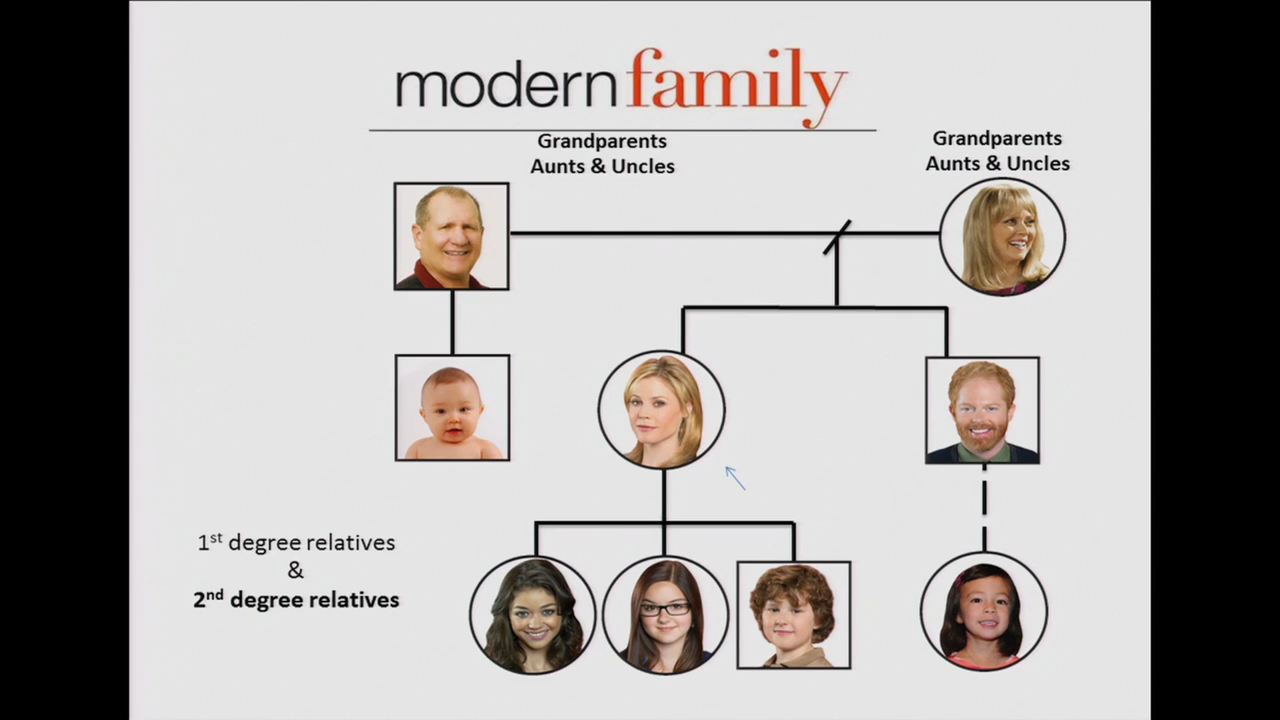 modern family
Grandparents
Aunts & Uncles
Grandparents
Aunts & Uncles
1st degree relatives
&
2nd degree relatives